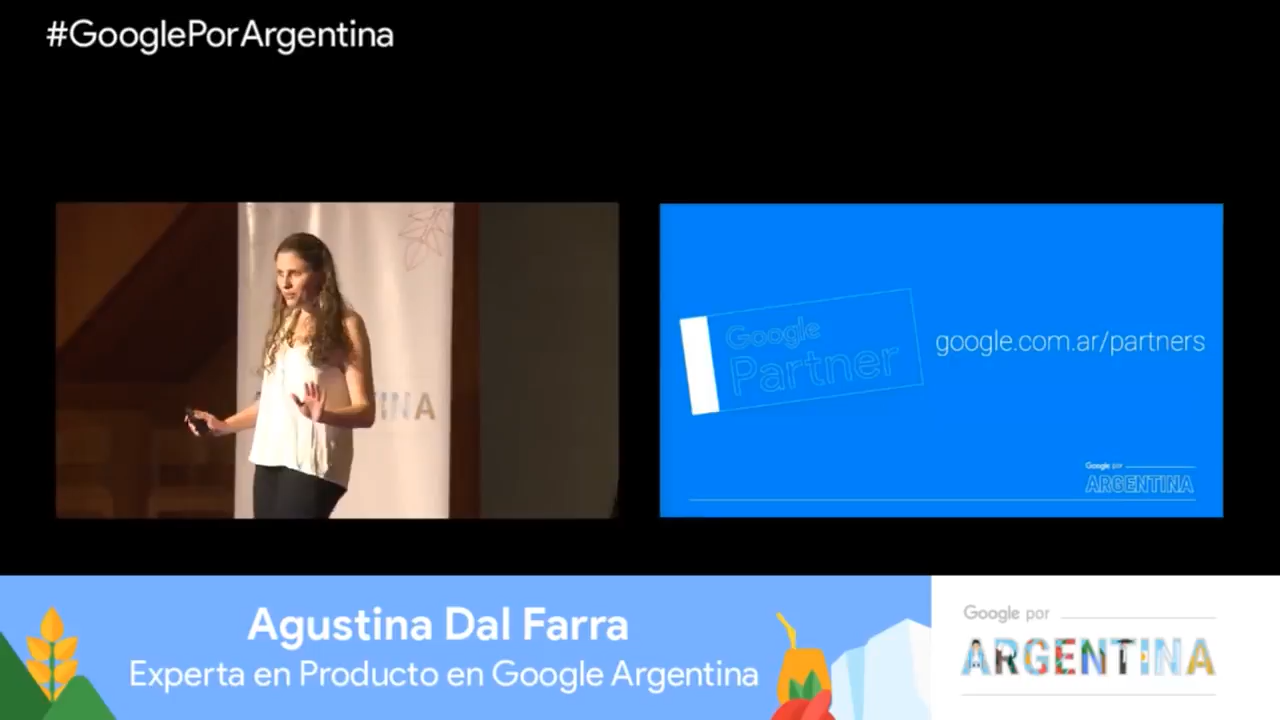 #GooglePorArgentina
INA
Google
Partner
google.com.ar/partners
Google por
ARGENTINA
Agustina Dal Farra
Experta en Producto en Google Argentina
Google por
ARGENTINA